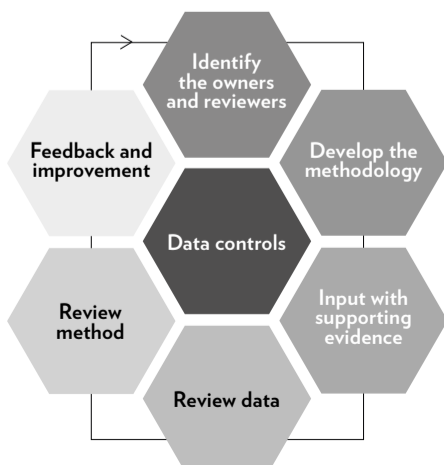 Identify
the owners
and reviewers
Develop the
methodology
Input with
supporting
evidence
Review data
Review
method
Feedback and
improvement
Data controls